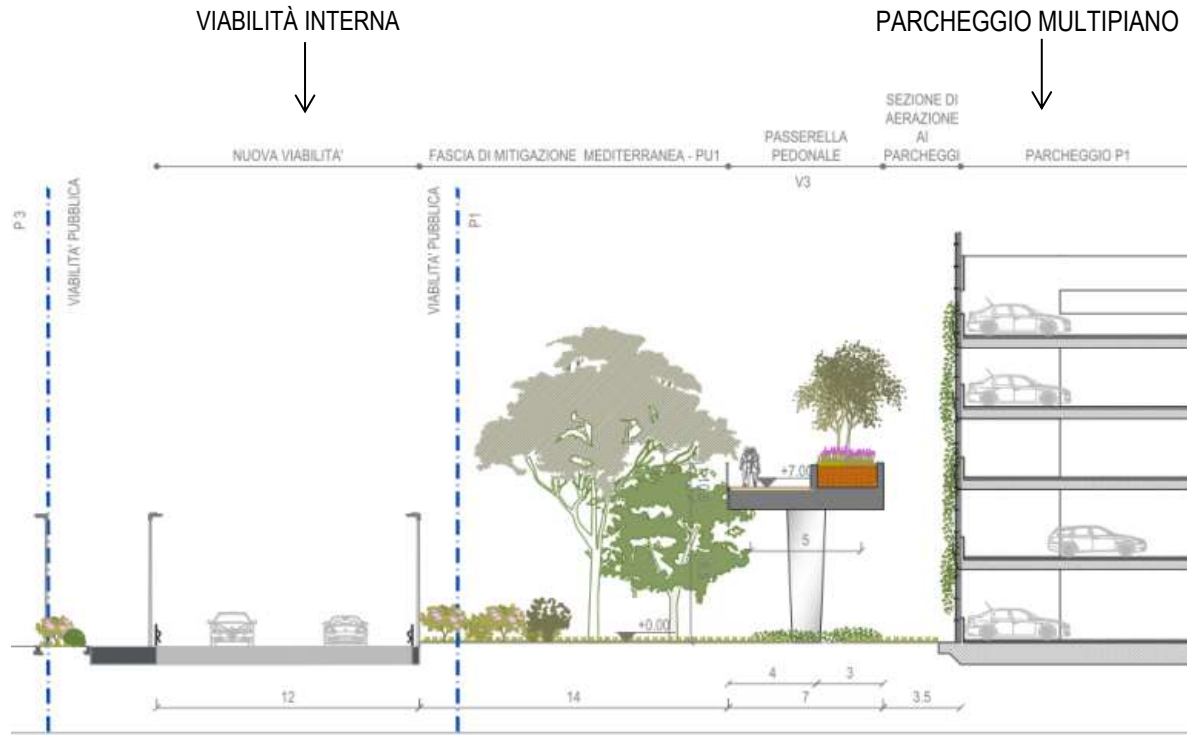 VIABILITÀ INTERNA
PARCHEGGIO MULTIPIANO
NUOVA VIABILITA'
FASCIA DI MITIGAZIONE MEDITERRANEA - PU1
PASSERELLA
PEDONALE
V3
SEZIONE DI
AERAZIONE
AI
PARCHEGGI
PARCHEGGIO P1
P3
VIABILITA' PUBBLICA
VIABILITA' PUBBLICA
P1
+7.00
5
+0.00
4
3
12
14
7
3.5